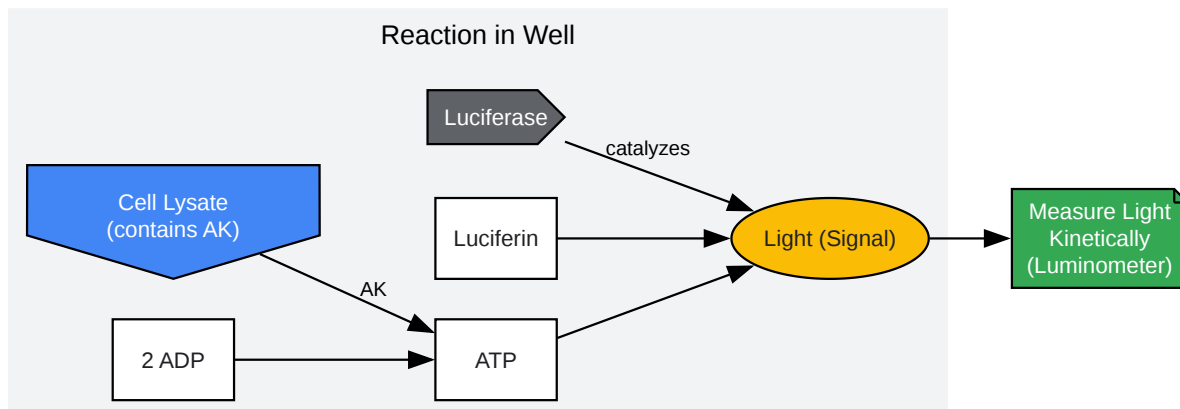 Reaction in Well
Luciferase
catalyzes
Cell Lysate
(contains AK)
Luciferin
Light (Signal)
Measure Light
Kinetically
(Luminometer)
AK
2 ADP
ATP